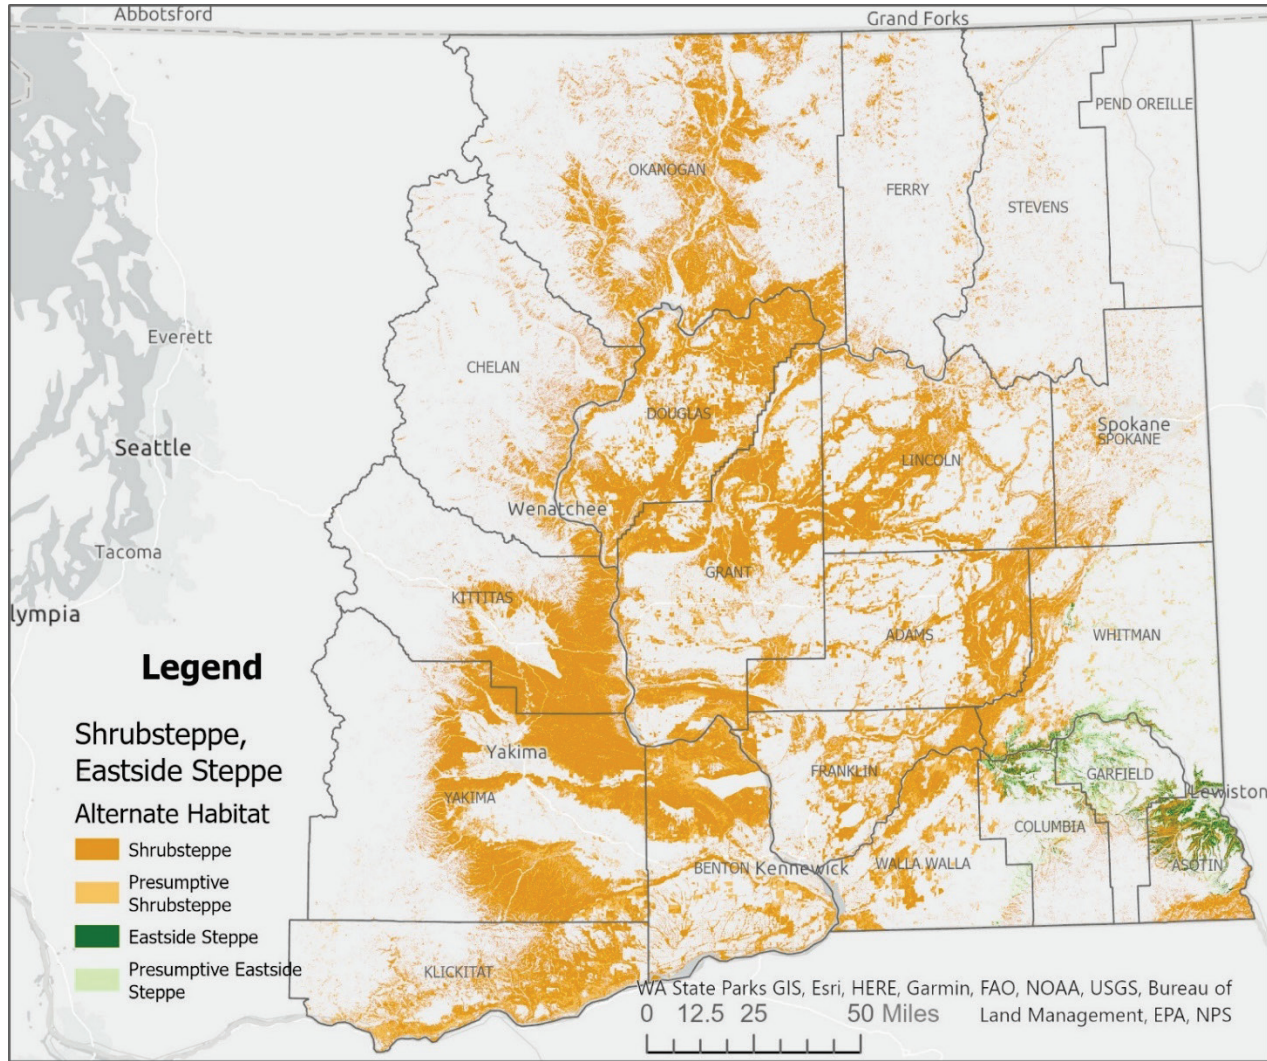 Abbotsford
Grand Forks
PEND OREILLE
OKANOGAN
FERRY
STEVENS
Everett
CHELAN
DOUGLAS
Spokane
SPOKANE
Seattle
LINCOLN
Wenatchee
Tacoma
GRANT
KITTITAS
lympia
ADAMS
WHITMAN
Legend
Shrubsteppe,
Eastside Steppe
Alternate Habitat
Shrubsteppe
Presumptive
Shrubsteppe
Eastside Steppe
Presumptive Eastside
Steppe
Yakima
YAKIMA
FRANKLIN
GARFIELD
Lewiston
COLUMBIA
BENTON
Kennewick
WALLA WALLA
ASOTIN
KLICKITAT
WA State Parks GIS, Esri, HERE, Garmin, FAO, NOAA, USGS, Bureau of
Land Management, EPA, NPS
0 12.5 25 50 Miles